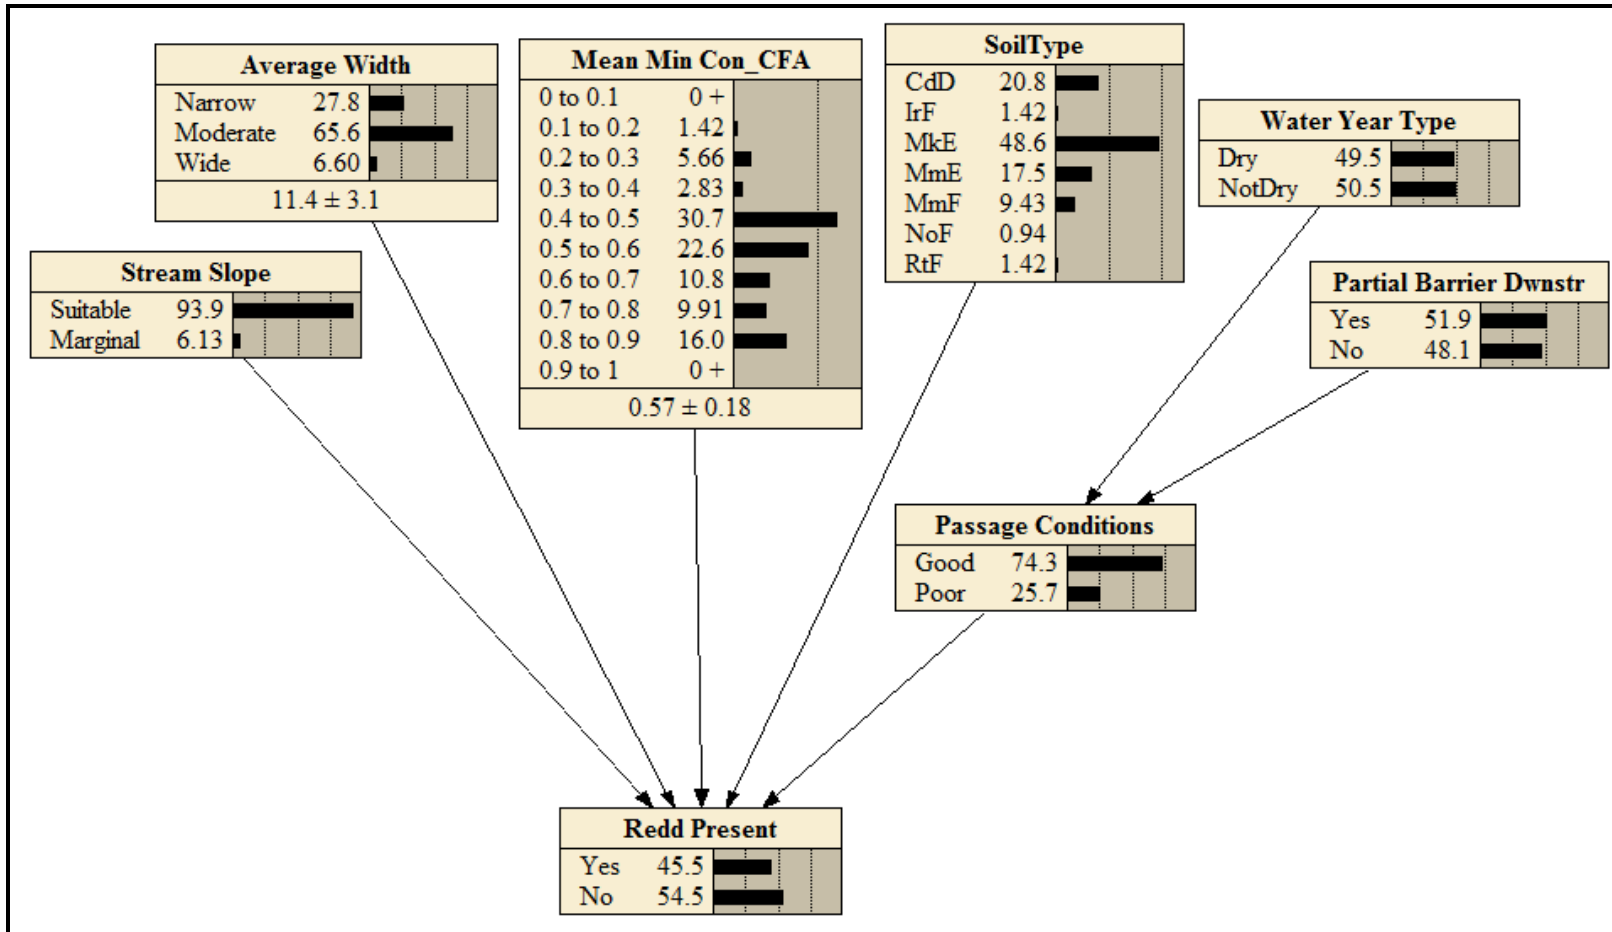 Average Width
Narrow 27.8
Moderate 65.6
Wide 6.60
11.4 ± 3.1
Mean Min Con_CFA
0 to 0.1 0 +
0.1 to 0.2 1.42
0.2 to 0.3 5.66
0.3 to 0.4 2.83
0.4 to 0.5 30.7
0.5 to 0.6 22.6
0.6 to 0.7 10.8
0.7 to 0.8 9.91
0.8 to 0.9 16.0
0.9 to 1 0 +
0.57 ± 0.18
SoilType
CdD 20.8
IrF 1.42
MkE 48.6
MmE 17.5
MmF 9.43
NoF 0.94
RtF 1.42
Water Year Type
Dry 49.5
NotDry 50.5
Stream Slope
Suitable 93.9
Marginal 6.13
Partial Barrier Dwnstr
Yes 51.9
No 48.1
Passage Conditions
Good 74.3
Poor 25.7
Redd Present
Yes 45.5
No 54.5